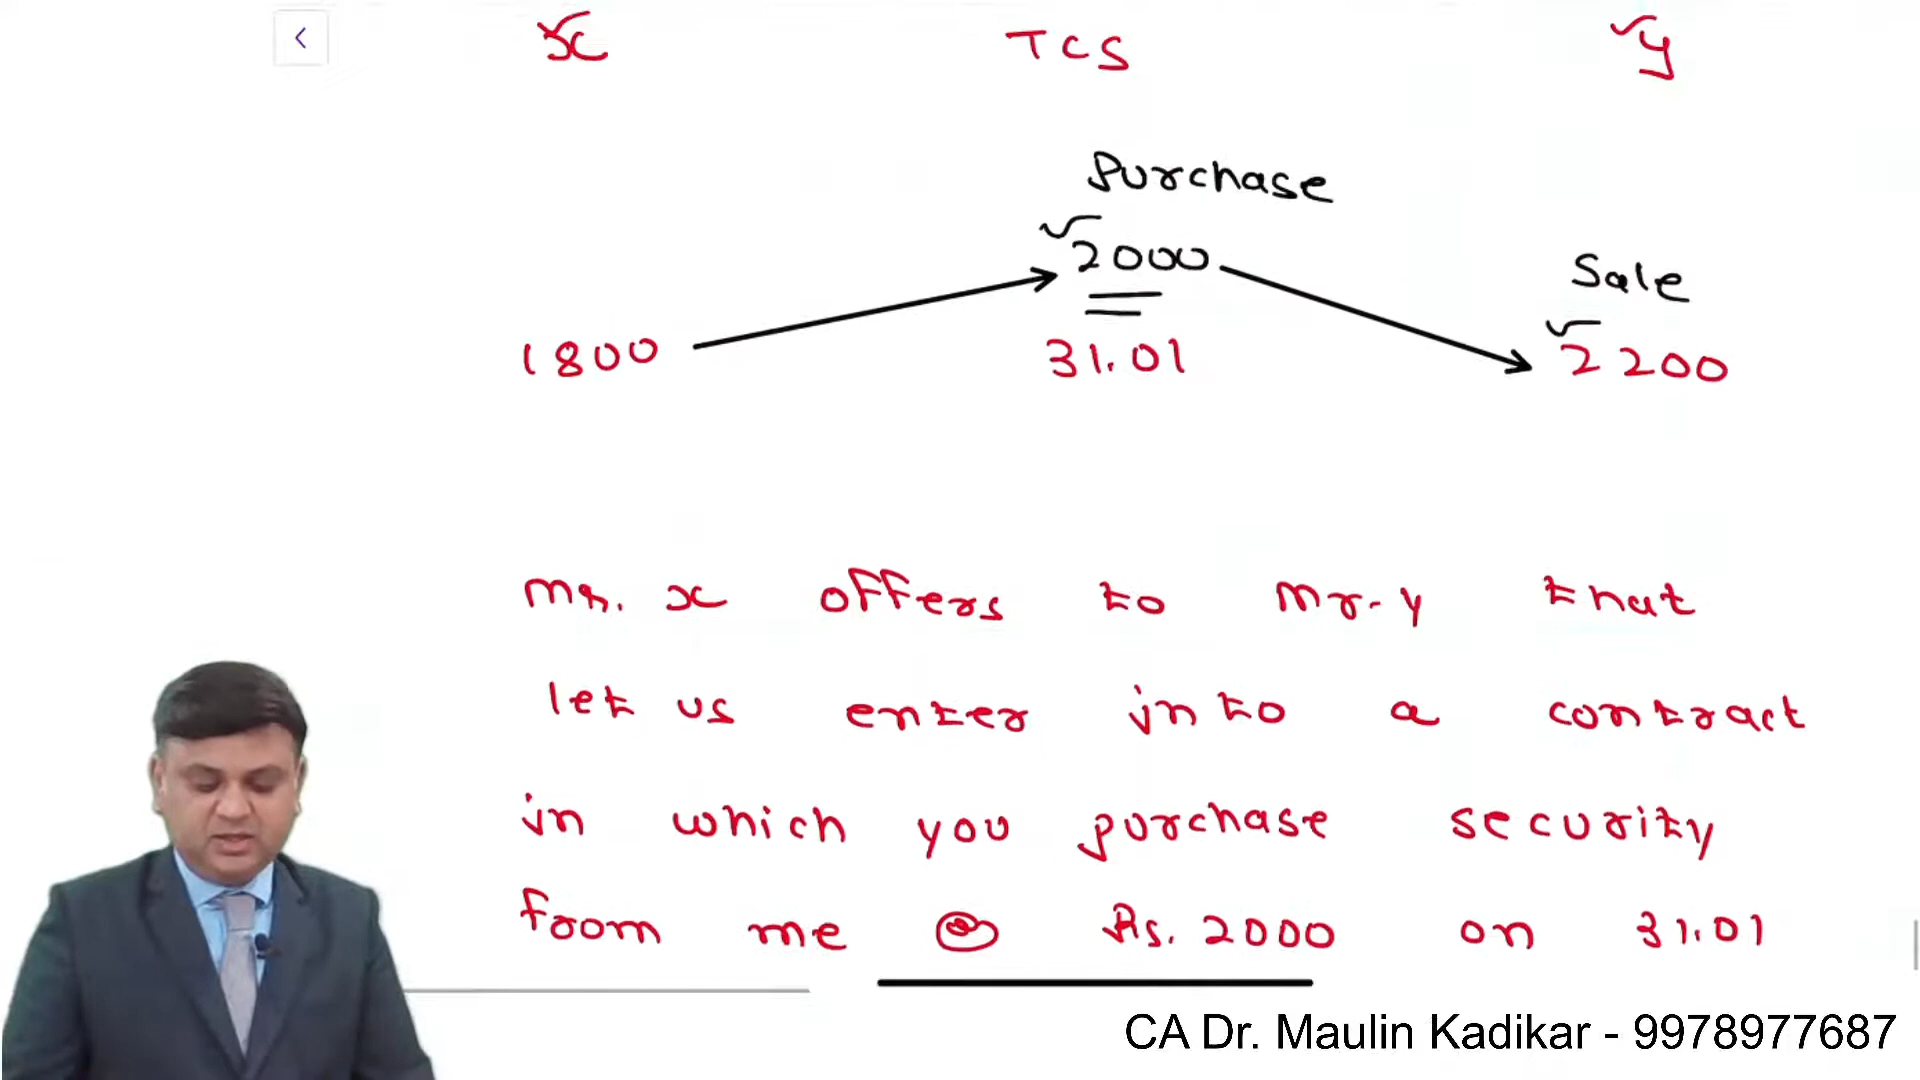 x TCS y
Purchase
2000
Sale
1800 31.01 2200
Mr. x offers to Mr. y that
let us enter into a contract
in which you purchase security
from me @ Rs. 2000 on 31.01
CA Dr. Maulin Kadikar - 9978977687